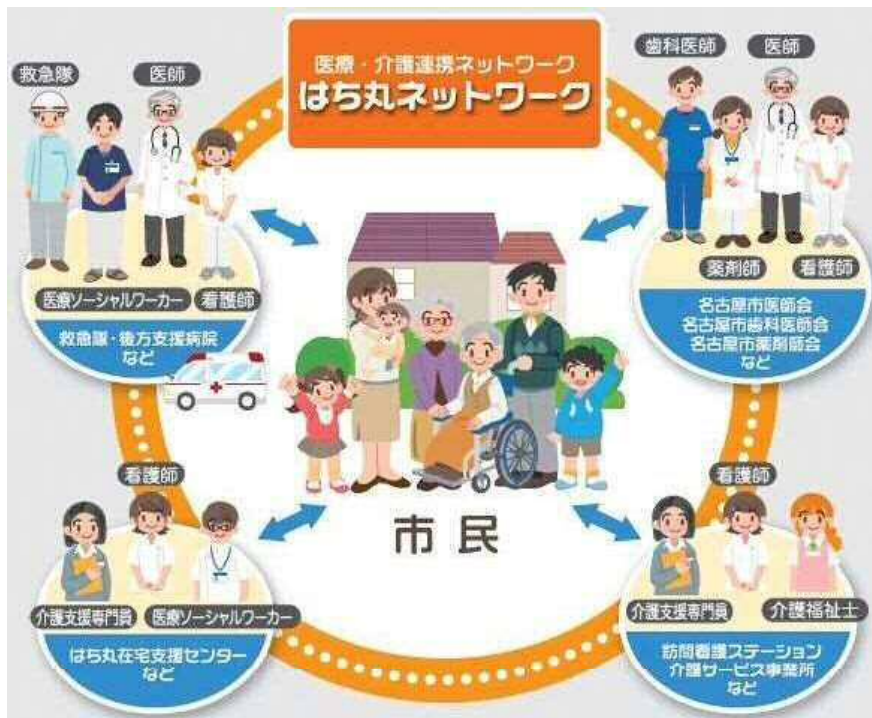 医療・介護連携ネットワーク
はち丸ネットワーク
救急隊
医師
医療ソーシャルワーカー
看護師
救急隊・後方支援病院
など
歯科医師
医師
薬剤師
看護師
名古屋市医師会
名古屋市歯科医師会
名古屋市薬剤師会
など
市民
看護師
介護支援専門員
医療ソーシャルワーカー
はち丸在宅支援センター
など
看護師
介護支援専門員
介護福祉士
訪問看護ステーション
介護サービス事業所
など